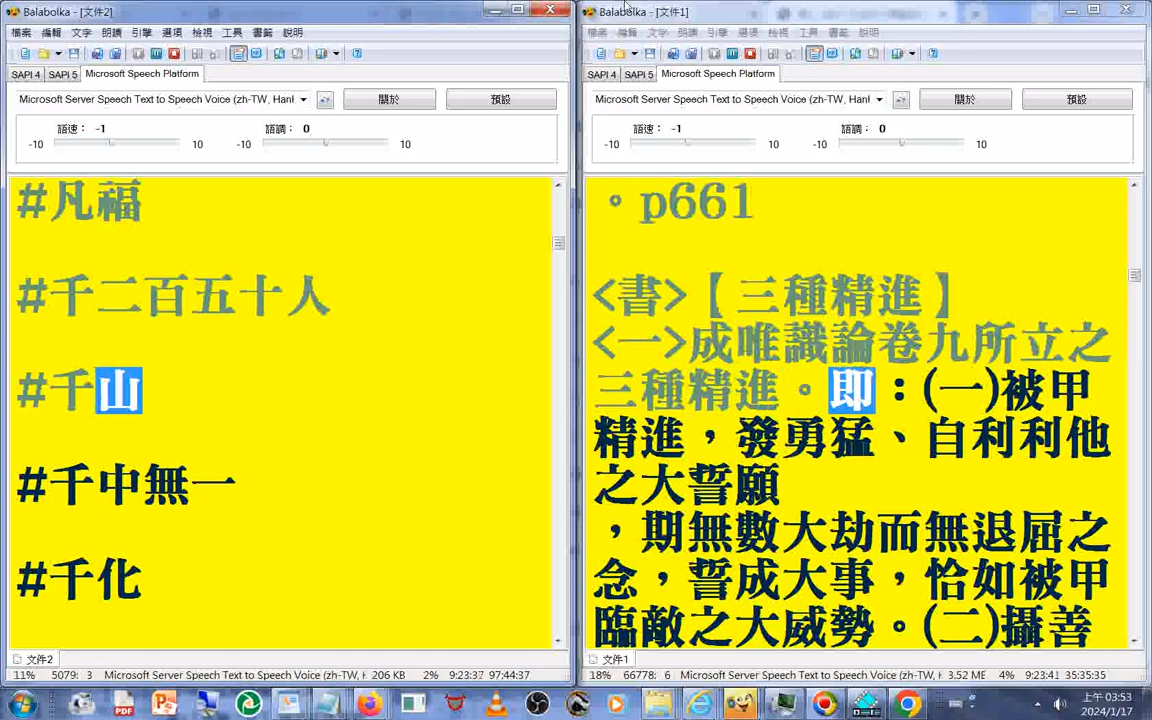 Balabolka - [文件2]
檔案 編輯 文字 朗讀 引擎 選項 檢視 工具 書籤 說明
SAPI 4 SAPI 5 Microsoft Speech Platform
Microsoft Server Speech Text to Speech Voice (zh-TW, Hanl
關於 預設
語速： -1 語調： 0
-10 10 -10 10
#凡福
#千二百五十人
#千山
#千中無一
#千化
文件2
11% 5079: 3 Microsoft Server Speech Text to Speech Voice (zh-TW, H 206 KB 2% 9:23:37 97:44:37
Balabolka - [文件1]
檔案 編輯 文字 朗讀 引擎 選項 檢視 工具 書籤 說明
SAPI 4 SAPI 5 Microsoft Speech Platform
Microsoft Server Speech Text to Speech Voice (zh-TW, Hanl
關於 預設
語速： -1 語調： 0
-10 10 -10 10
。p661
<書>【三種精進】
<一>成唯識論卷九所立之
三種精進。即：(一)被甲
精進，發勇猛、自利利他
之大誓願
，期無數大劫而無退屈之
念，誓成大事，恰如被甲
臨敵之大威勢。(二)攝善
文件1
18% 66778: 6 Microsoft Server Speech Text to Speech Voice (zh-TW, H 3.52 ME 4% 9:23:41 35:35:35
上午 03:53
2024/1/17